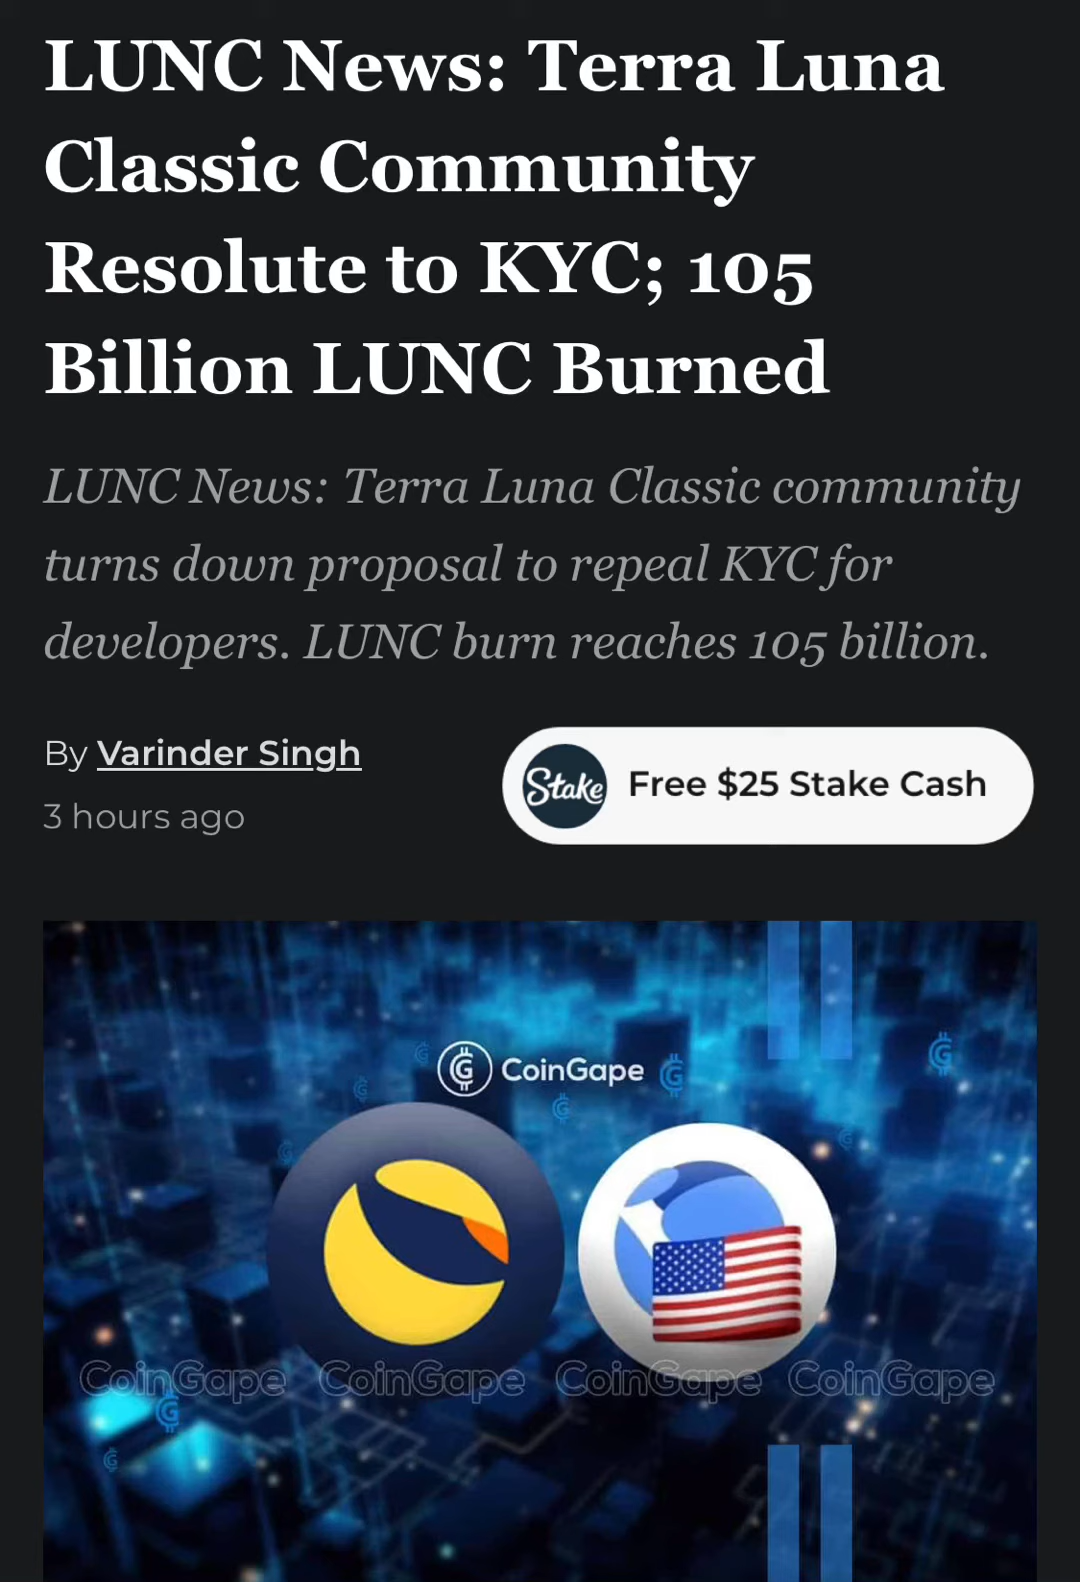 LUNC News: Terra Luna
Classic Community
Resolute to KYC; 105
Billion LUNC Burned
LUNC News: Terra Luna Classic community
turns down proposal to repeal KYC for
developers. LUNC burn reaches 105 billion.
By Varinder Singh
3 hours ago
Stake Free $25 Stake Cash
CoinGape
CoinGape CoinGape CoinGape CoinGape